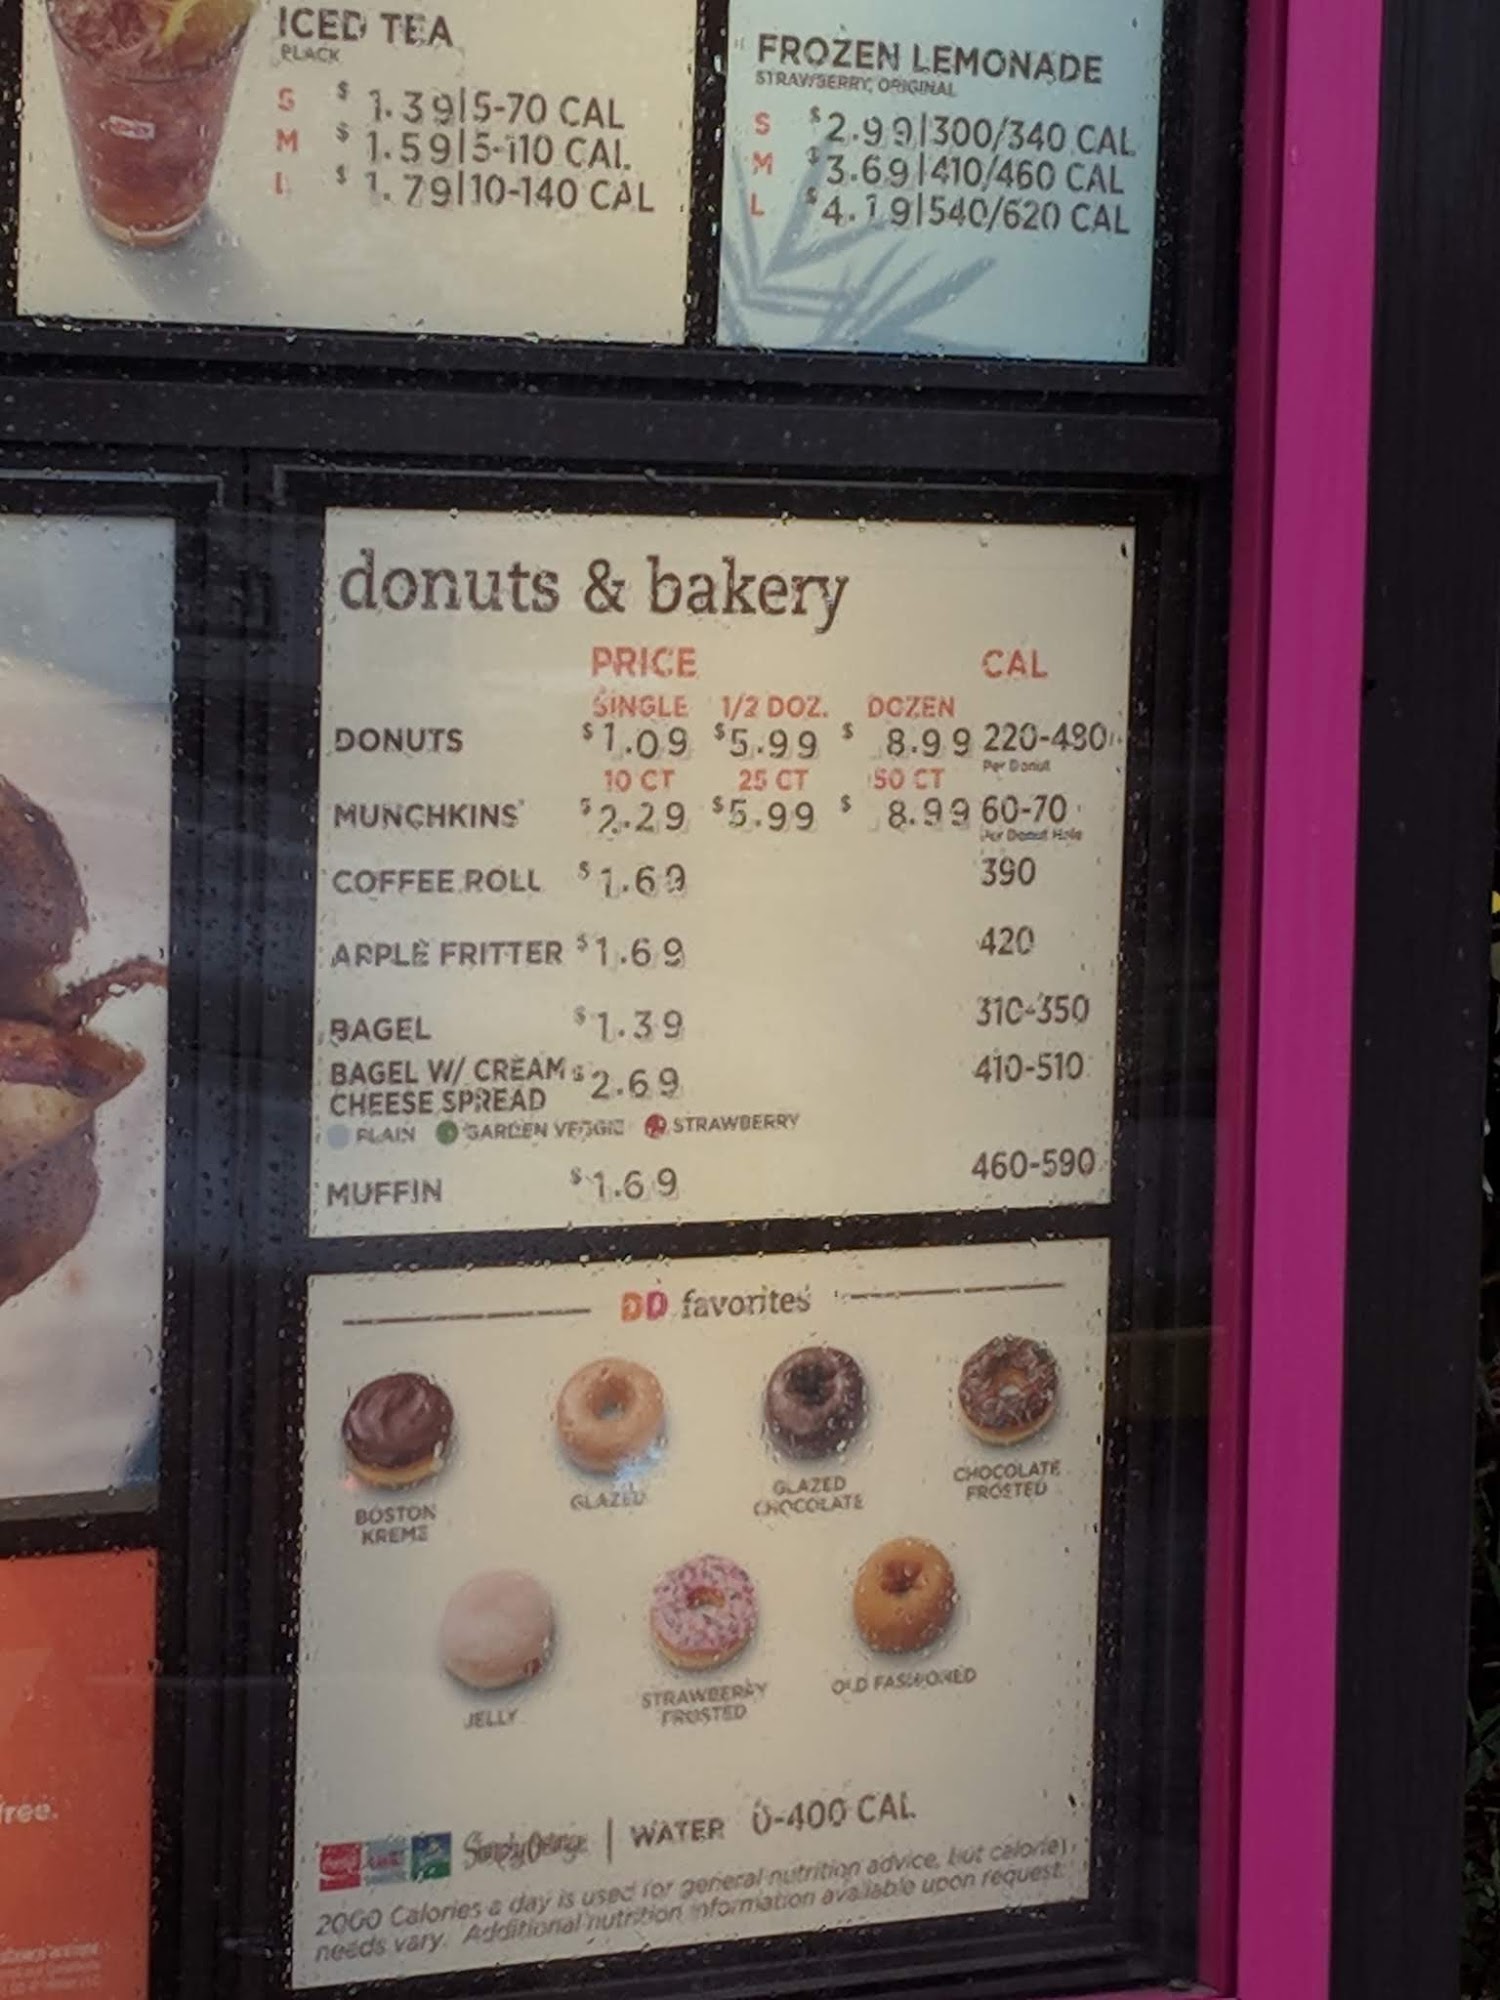 ICED TEA
BLACK
S $1.39|5-70 CAL
M $1.59|5-110 CAL
L $1.79|10-140 CAL
FROZEN LEMONADE
STRAWBERRY, ORIGINAL
S $2.99|300/340 CAL
M $3.69|410/460 CAL
L $4.19|540/620 CAL
donuts & bakery
PRICE CAL
SINGLE 1/2 DOZ. DOZEN
DONUTS $1.09 $5.99 $8.99 220-480
Per Donut
10 CT 25 CT 50 CT
MUNCHKINS $2.29 $5.99 $8.99 60-70
Per Donut Hole
COFFEE ROLL $1.69 390
APPLE FRITTER $1.69 420
BAGEL $1.39 310-350
BAGEL W/ CREAM $2.69 410-510
CHEESE SPREAD
PLAIN GARDEN VEGGIE STRAWBERRY
MUFFIN $1.69 460-590
DD favorites
BOSTON
KREME
GLAZED
GLAZED
CHOCOLATE
CHOCOLATE
FROSTED
JELLY
STRAWBERRY
FROSTED
OLD FASHIONED
Simply Orange | WATER 0-400 CAL
2000 Calories a day is used for general nutrition advice, but calorie
needs vary. Additional nutrition information available upon request.
free.